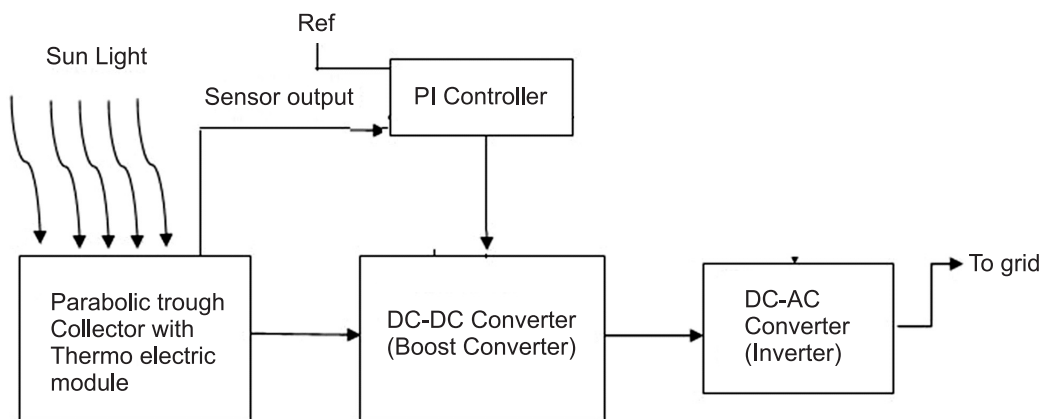 Ref
Sun Light
PI Controller
Sensor output
To grid
Parabolic trough
Collector with
Thermo electric
module
DC-DC Converter
(Boost Converter)
DC-AC
Converter
(Inverter)